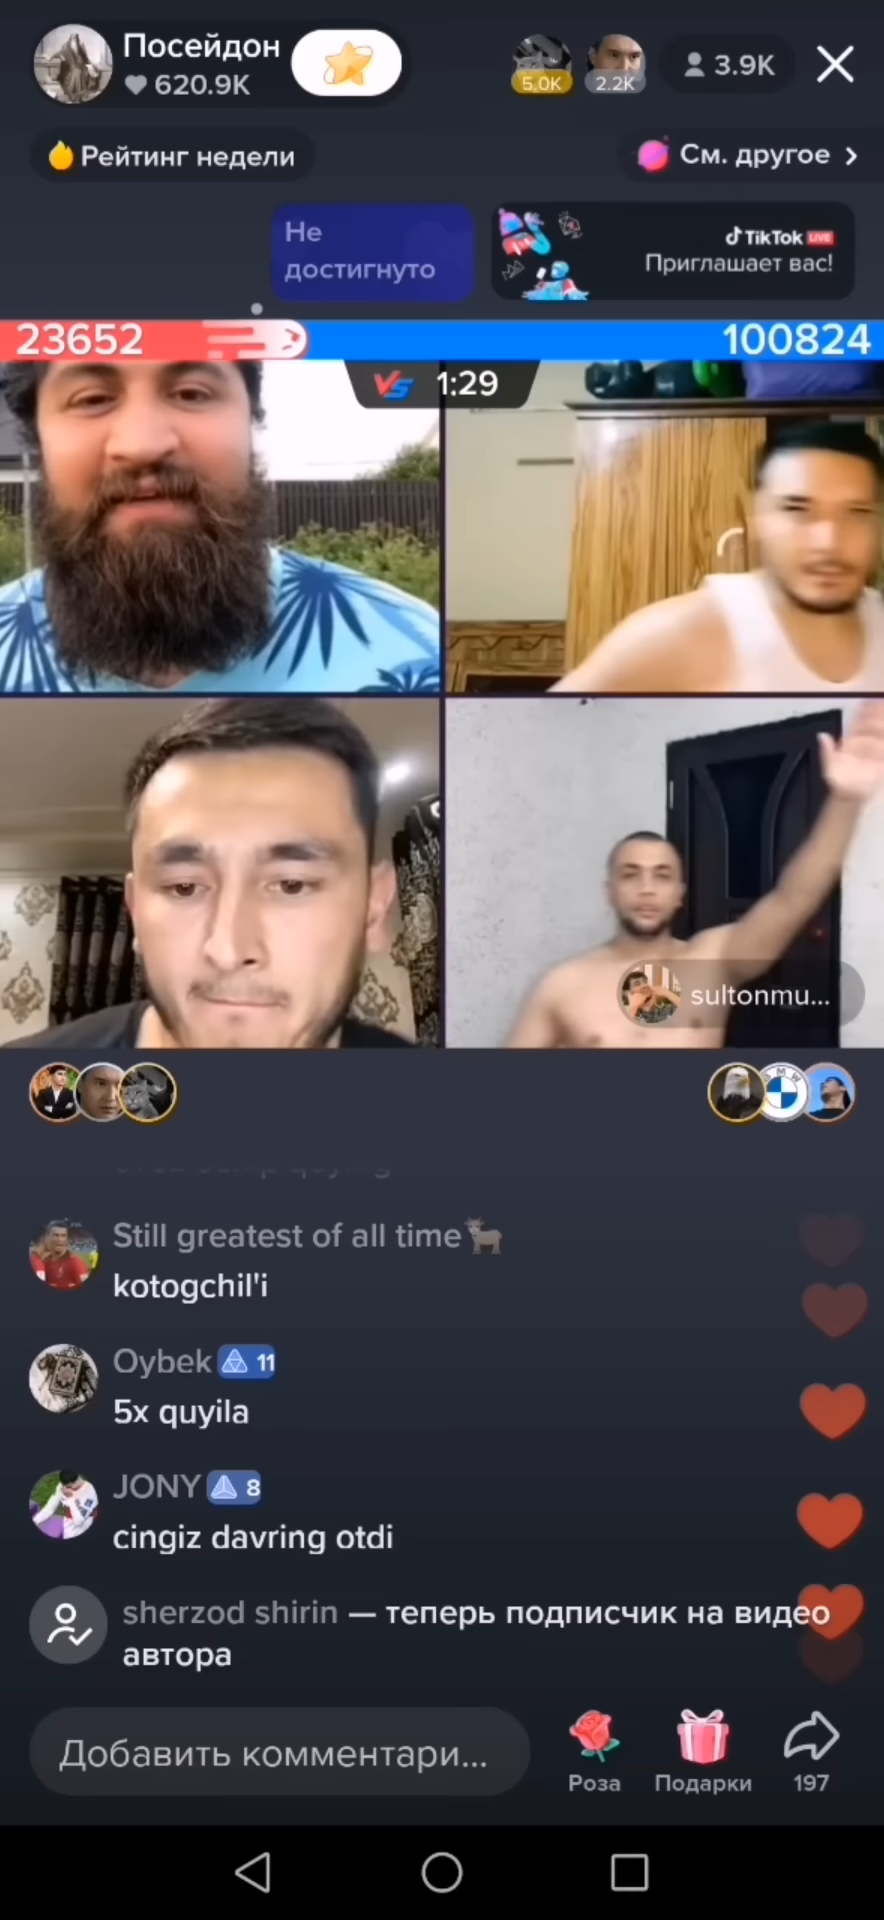 Посейдон
620.9K
5.0K
2.2K
3.9K
Рейтинг недели
См. другое
Не
достигнуто
TikTok LIVE
Приглашает вас!
23652
100824
VS 1:29
sultonmu...
BMW
Still greatest of all time
kotogchil'i
Oybek 11
5x quyila
JONY 8
cingiz davring otdi
sherzod shirin — теперь подписчик на видео
автора
Добавить комментари...
Роза
Подарки
197